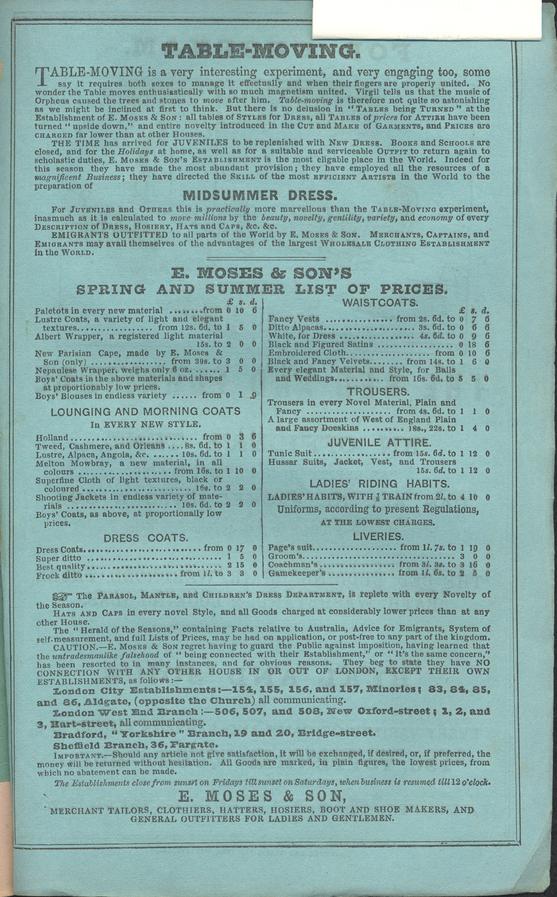 TABLE-MOVING.
TABLE-MOVING is a very interesting experiment, and very engaging too, some
say it requires both sexes to manage it effectually and when their fingers are properly united. No
wonder the Table moves enthusiastically with so much magnetism united. Virgil tells us that the music of
Orpheus caused the trees and stones to move after him. Table-moving is therefore not quite so astonishing
as we might be inclined at first to think. But there is no delusion in "TABLES being TURNED" at the
Establishment of E. MOSES & SON: all tables of STYLES for DRESS, all TABLES of prices for ATTIRE have been
turned "upside down," and entire novelty introduced in the CUT and MAKE of GARMENTS, and PRICES are
CHARGED far lower than at other Houses.
THE TIME has arrived for JUVENILES to be replenished with NEW DRESS. BOOKS and SCHOOLS are
closed, and for the Holidays at home, as well as for a suitable and serviceable OUTFIT to return again to
scholastic duties, E. MOSES & SON'S ESTABLISHMENT is the most eligable place in the World. Indeed for
this season they have made the most abundant provision; they have employed all the resources of a
magnificent Business; they have directed the SKILL of the most EFFICIENT ARTISTS in the World to the
preparation of
MIDSUMMER DRESS.
For JUVENILES and OTHERS this is practically more marvellous than the TABLE-MOVING experiment,
inasmuch as it is calculated to move millions by the beauty, novelty, gentility, variety, and economy of every
DESCRIPTION of DRESS, HOSIERY, HATS and CAPS, &c. &c.
EMIGRANTS OUTFITTED to all parts of the World by E. MOSES & SON. MERCHANTS, CAPTAINS, and
EMIGRANTS may avail themselves of the advantages of the largest WHOLESALE CLOTHING ESTABLISHMENT
in the WORLD.
E. MOSES & SON'S
SPRING AND SUMMER LIST OF PRICES.
£ s. d.
Paletots in every new material .......from 0 10 6
Lustre Coats, a variety of light and elegant
textures............... from 12s. 6d. to 1 5 0
Albert Wrapper, a registered light material
15s. to 2 0 0
New Parisian Cape, made by E. Moses &
Son (only) .............. from 39s. to 3 0 0
Nepaulese Wrapper, weighs only 6 oz....... 1 5 0
Boys' Coats in the above materials and shapes
at proportionably low prices.
Boys' Blouses in endless variety ...... from 0 1 9
LOUNGING AND MORNING COATS
In EVERY NEW STYLE.
Holland.............................. from 0 3 6
Tweed, Cashmere, and Orleans .... 8s. 6d. to 1 1 0
Lustre, Alpaca, Angola, &c. ...... 10s. 6d. to 1 1 0
Melton Mowbray, a new material, in all
colours ................. from 16s. to 1 10 0
Superfine Cloth of light textures, black or
coloured ................... 16s. to 2 2 0
Shooting Jackets in endless variety of mate-
rials ................... 10s. 6d. to 2 2 0
Boys' Coats, as above, at proportionally low
prices.
DRESS COATS.
Dress Coats........................ from 0 17 0
Super ditto ............................ 1 5 0
Best quality............................ 2 15 0
Frock ditto .................from 1l. to 3 3 0
WAISTCOATS.
£ s. d.
Fancy Vests ............. from 2s. 6d. to 0 7 6
Ditto Alpacas................ 3s. 6d. to 0 6 6
White, for Dress ............ 4s. 6d. to 0 9 6
Black and Figured Satins ............... 0 18 6
Embroidered Cloth................ from 0 10 6
Black and Fancy Velvets....... from 14s. to 1 6 0
Every elegant Material and Style, for Balls
and Weddings........... from 16s. 6d. to 5 5 0
TROUSERS.
Trousers in every Novel Material, Plain and
Fancy ................ from 4s. 6d. to 1 1 0
A large assortment of West of England Plain
and Fancy Doeskins .......... 18s., 22s. to 1 4 0
JUVENILE ATTIRE.
Tunic Suit.............. from 15s. 6d. to 1 12 0
Hussar Suits, Jacket, Vest, and Trousers
15s. 6d. to 1 12 0
LADIES' RIDING HABITS.
LADIES' HABITS, WITH ¾ TRAIN from 2l. to 4 10 0
Uniforms, according to present Regulations,
AT THE LOWEST CHARGES.
LIVERIES.
Page's suit.................. from 1l. 7s. to 1 19 0
Groom's ............................ 3 0 0
Coachman's ................from 3l. 3s. to 3 16 0
Gamekeeper's .............from 1l. 6s. to 2 5 0
☞ The PARASOL, MANTLE, and CHILDREN'S DRESS DEPARTMENT, is replete with every Novelty of
the Season.
HATS AND CAPS in every novel Style, and all Goods charged at considerably lower prices than at any
other House.
The "Herald of the Seasons," containing Facts relative to Australia, Advice for Emigrants, System of
self-measurement, and full Lists of Prices, may be had on application, or post-free to any part of the kingdom.
CAUTION.—E. MOSES & SON regret having to guard the Public against imposition, having learned that
the untradesmanlike falsehood of "being connected with their Establishment," or "it's the same concern,"
has been resorted to in many instances, and for obvious reasons. They beg to state they have NO
CONNECTION WITH ANY OTHER HOUSE IN OR OUT OF LONDON, EXCEPT THEIR OWN
ESTABLISHMENTS, as follows:—
London City Establishments:—154, 155, 156, and 157, Minories; 83, 84, 85,
and 86, Aldgate, (opposite the Church) all communicating.
London West End Branch:—506, 507, and 508, New Oxford-street; 1, 2, and
3, Hart-street, all communicating.
Bradford, "Yorkshire" Branch, 19 and 20, Bridge-street.
Sheffield Branch, 36, Fargate.
IMPORTANT.—Should any article not give satisfaction, it will be exchanged, if desired, or, if preferred, the
money will be returned without hesitation. All Goods are marked, in plain figures, the lowest prices, from
which no abatement can be made.
The Establishments close from sunset on Fridays till sunset on Saturdays, when business is resumed till 12 o'clock.
E. MOSES & SON,
MERCHANT TAILORS, CLOTHIERS, HATTERS, HOSIERS, BOOT AND SHOE MAKERS, AND
GENERAL OUTFITTERS FOR LADIES AND GENTLEMEN.